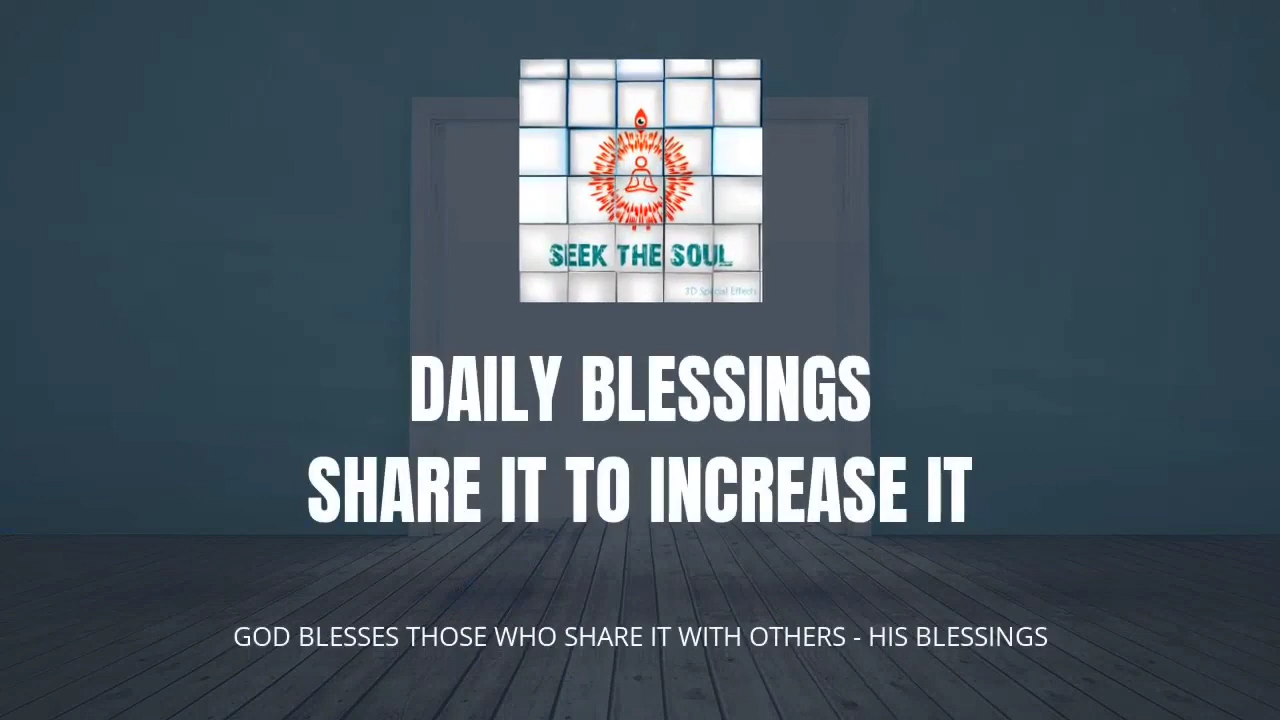 SEEK THE SOUL
3D Special Effects
DAILY BLESSINGS
SHARE IT TO INCREASE IT
GOD BLESSES THOSE WHO SHARE IT WITH OTHERS - HIS BLESSINGS